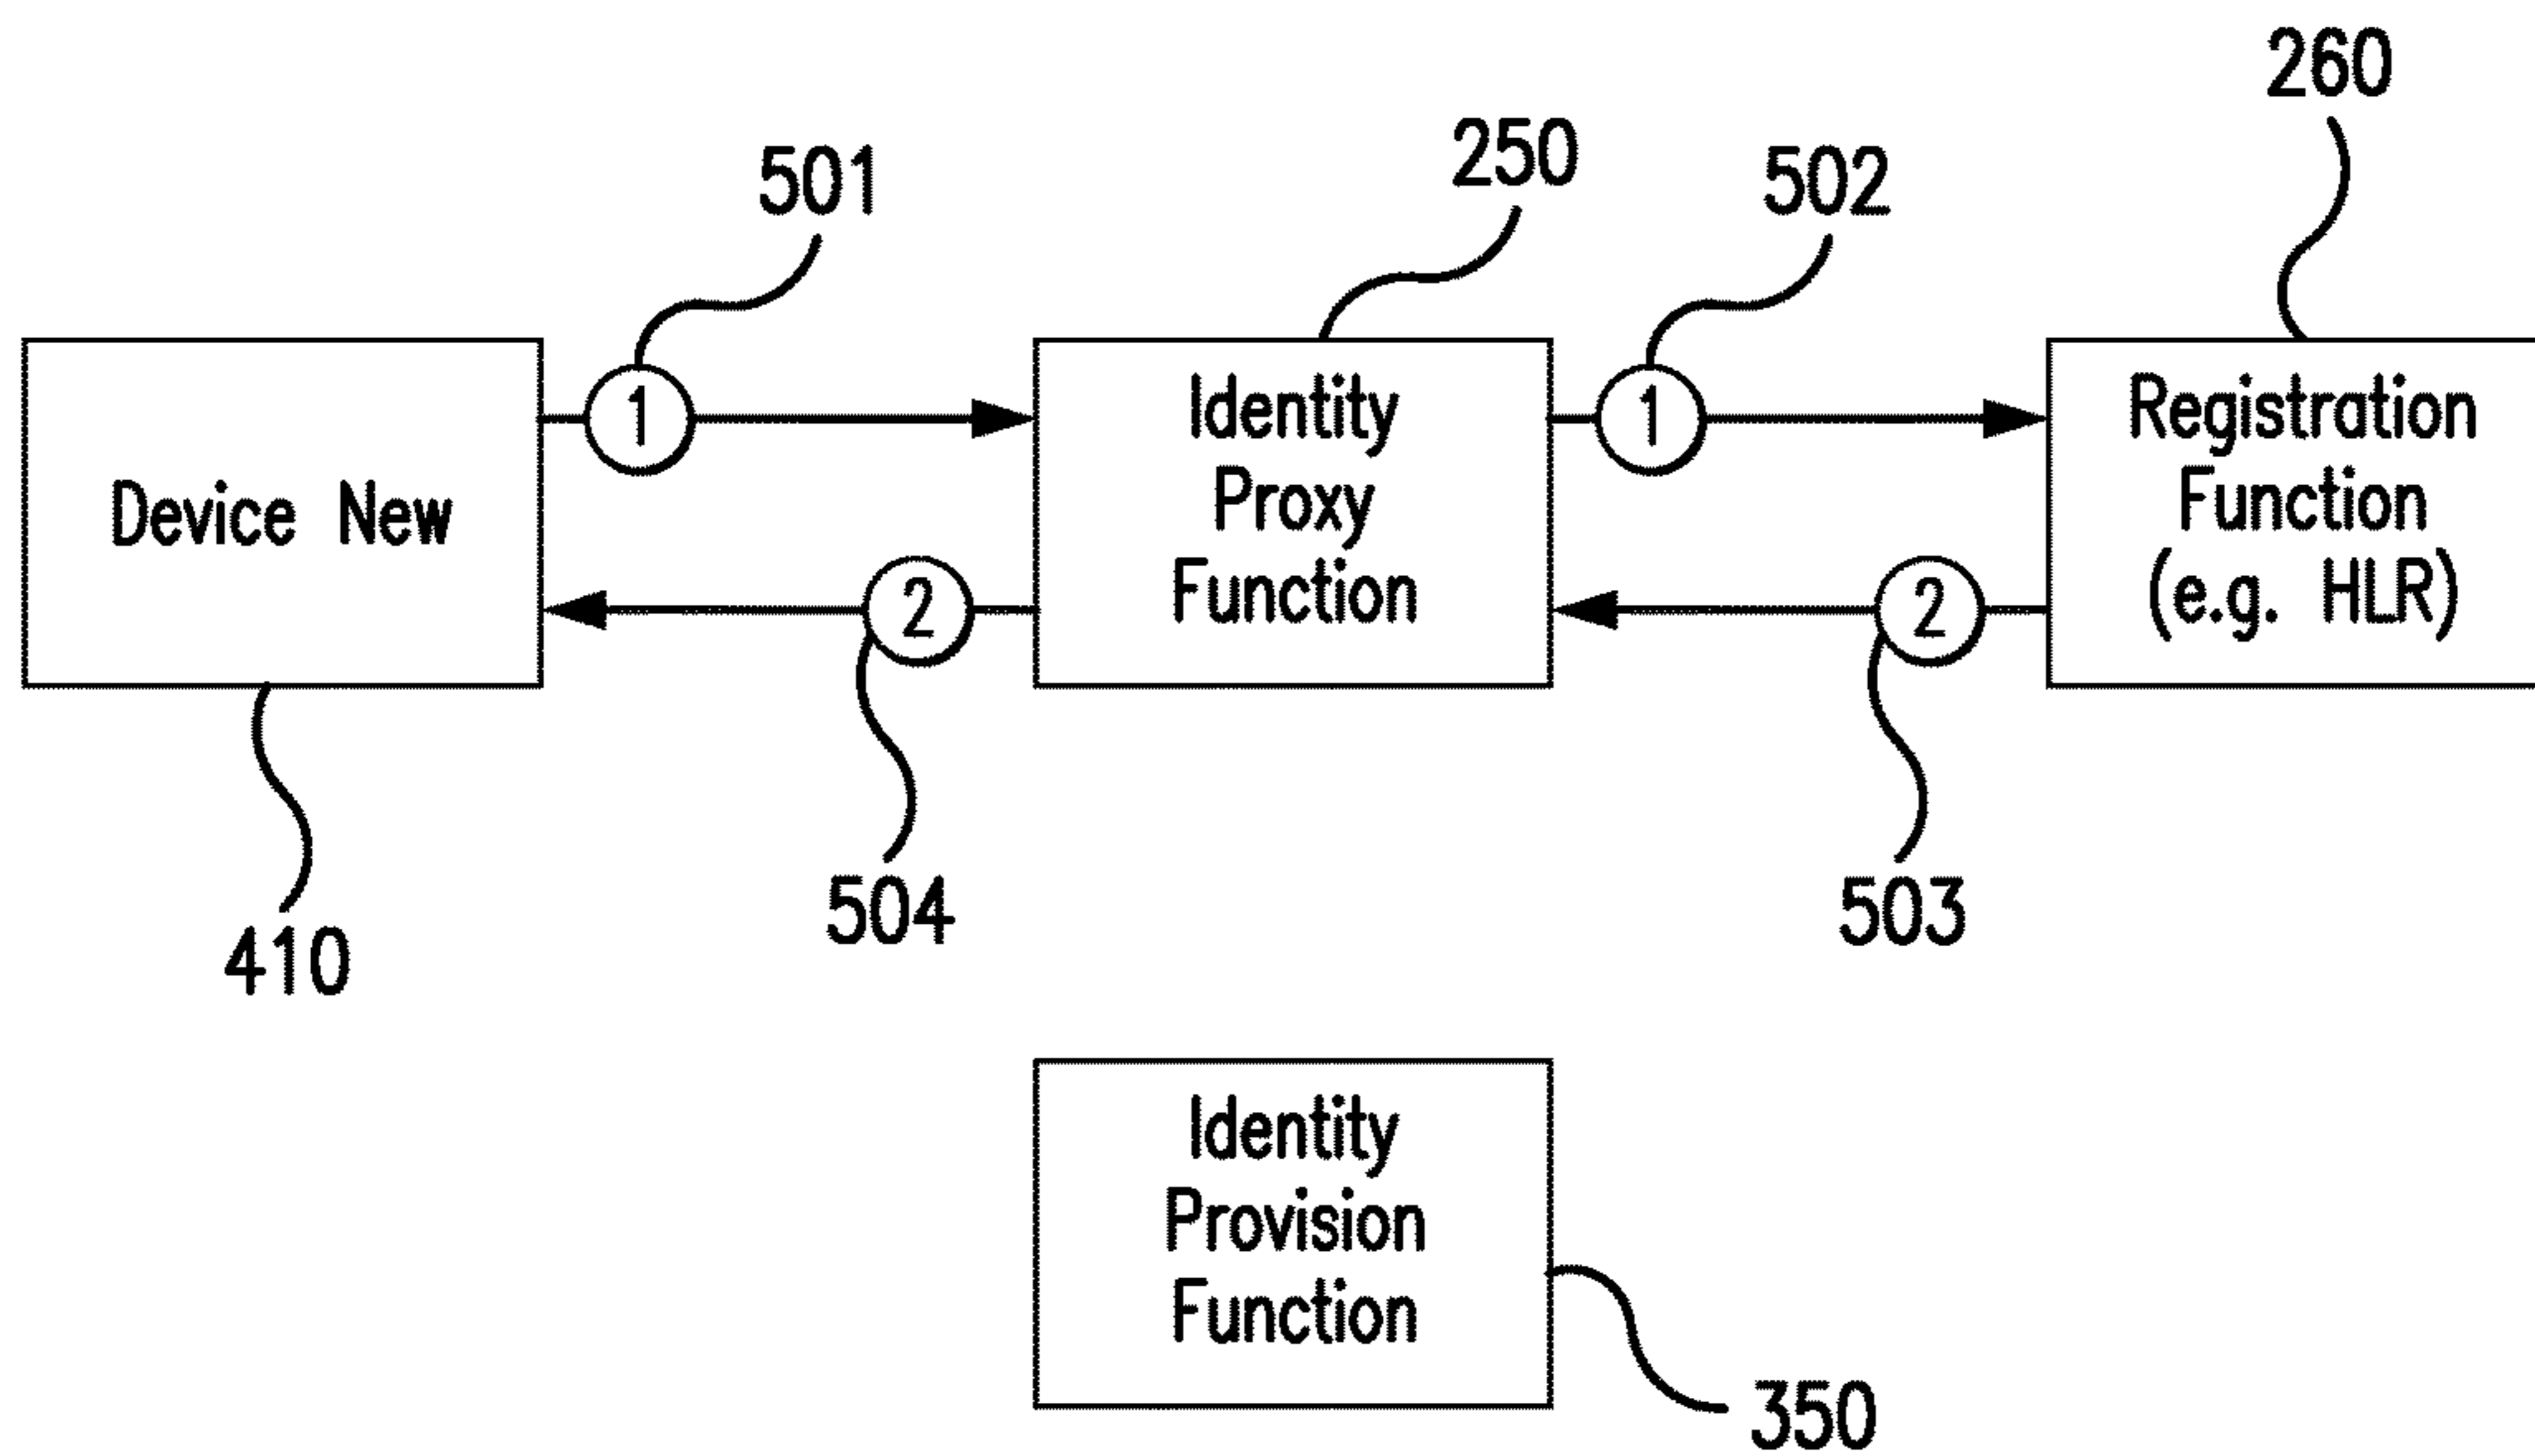 260
250
501
502
1
1
Device New
Identity
Proxy
Function
Registration
Function
(e.g. HLR)
2
2
504
503
410
Identity
Provision
Function
350